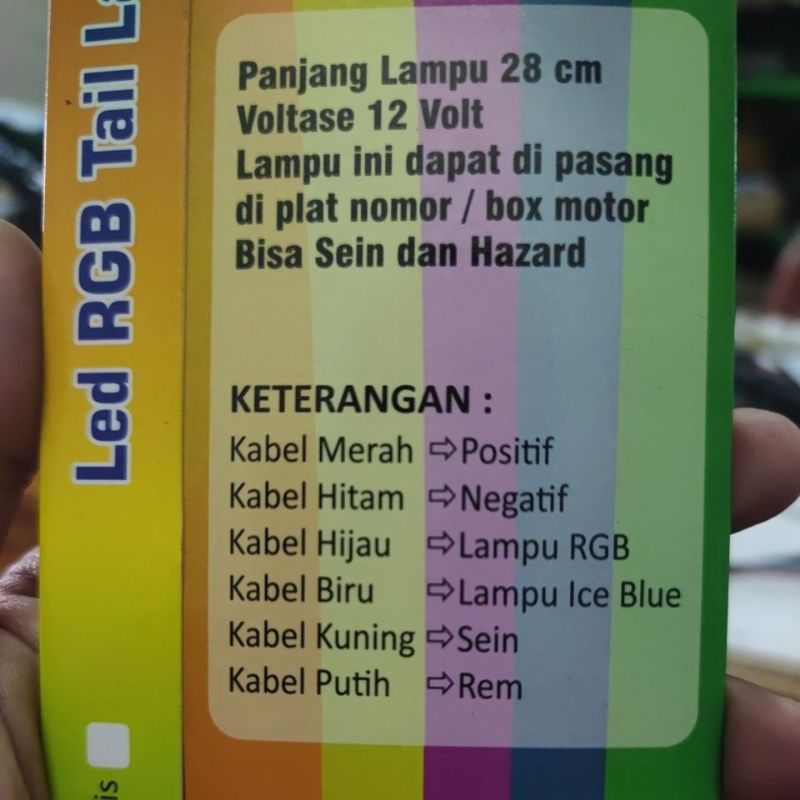 Led RGB Tail
Panjang Lampu 28 cm
Voltase 12 Volt
Lampu ini dapat di pasang
di plat nomor / box motor
Bisa Sein dan Hazard
KETERANGAN :
Kabel Merah ⇨ Positif
Kabel Hitam ⇨ Negatif
Kabel Hijau ⇨ Lampu RGB
Kabel Biru ⇨ Lampu Ice Blue
Kabel Kuning ⇨ Sein
Kabel Putih ⇨ Rem